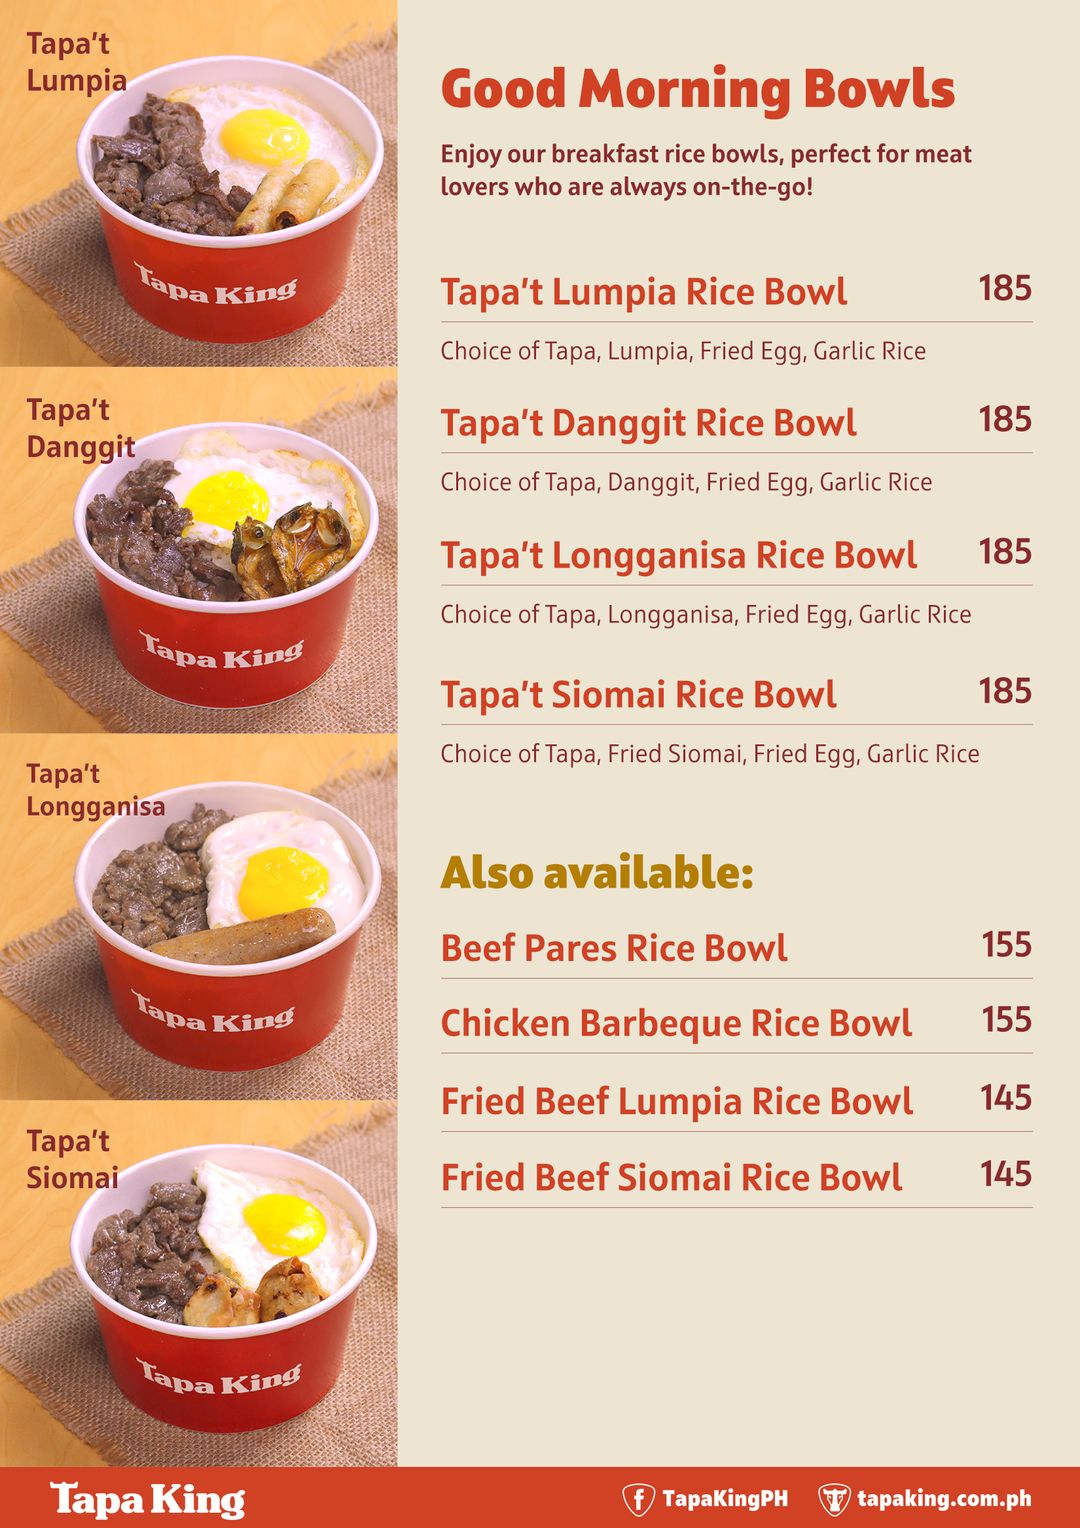 Tapa't
Lumpia
Tapa King
Tapa't
Danggit
Tapa King
Tapa't
Longganisa
Tapa King
Tapa't
Siomai
Tapa King
Good Morning Bowls
Enjoy our breakfast rice bowls, perfect for meat
lovers who are always on-the-go!
Tapa't Lumpia Rice Bowl 185
Choice of Tapa, Lumpia, Fried Egg, Garlic Rice
Tapa't Danggit Rice Bowl 185
Choice of Tapa, Danggit, Fried Egg, Garlic Rice
Tapa't Longganisa Rice Bowl 185
Choice of Tapa, Longganisa, Fried Egg, Garlic Rice
Tapa't Siomai Rice Bowl 185
Choice of Tapa, Fried Siomai, Fried Egg, Garlic Rice
Also available:
Beef Pares Rice Bowl 155
Chicken Barbeque Rice Bowl 155
Fried Beef Lumpia Rice Bowl 145
Fried Beef Siomai Rice Bowl 145
Tapa King f TapaKingPH tapaking.com.ph